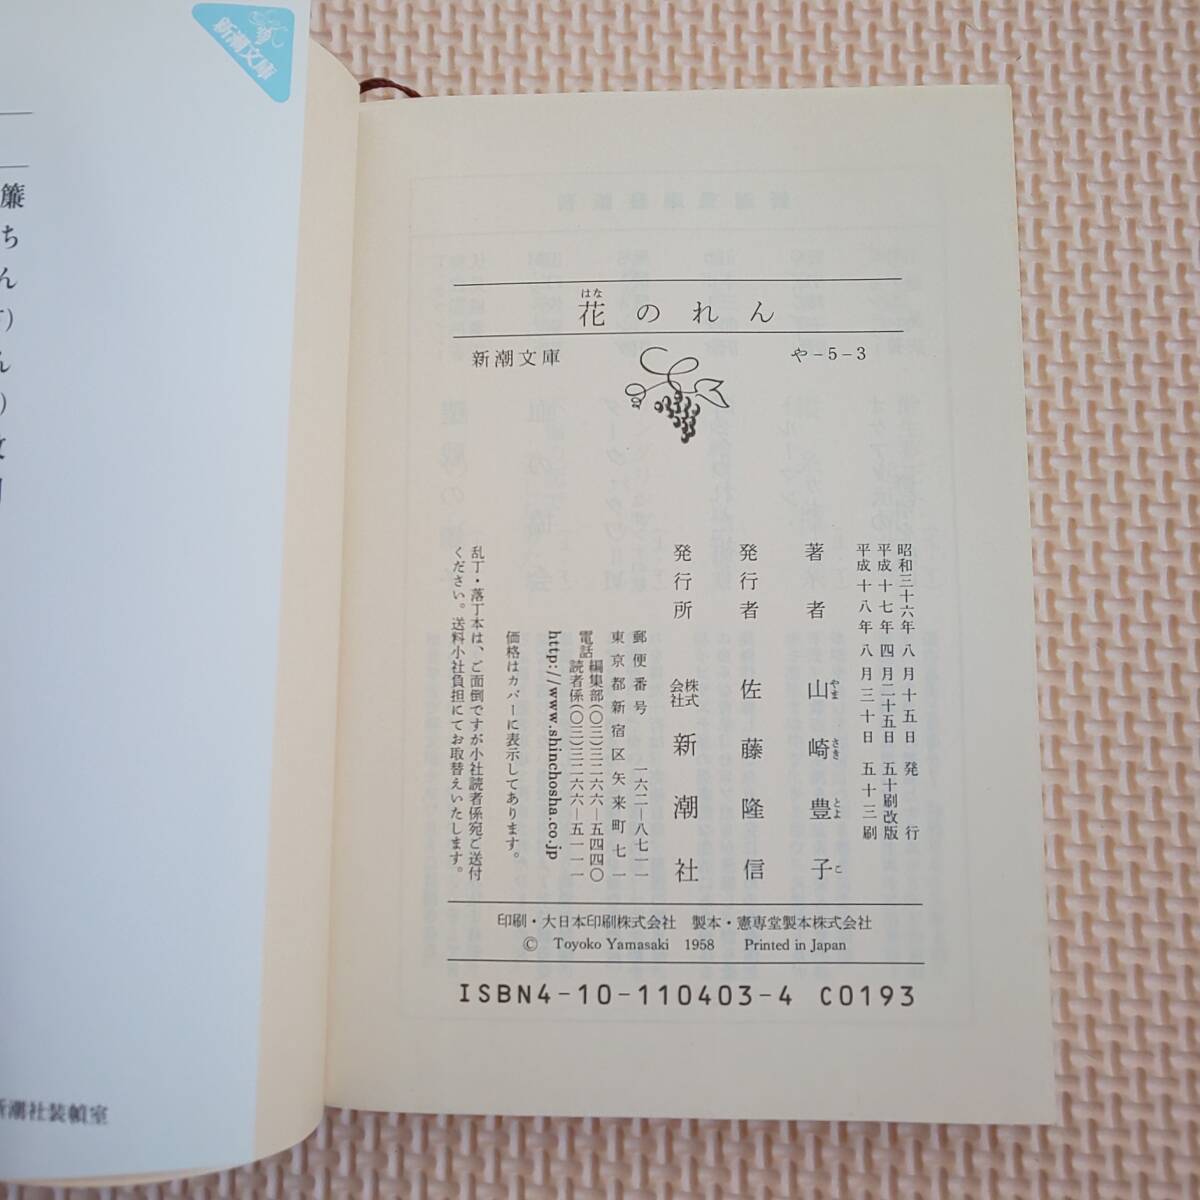 新潮文庫
簾
ち
ん
新潮社装幀室
はな
花のれん
新潮文庫
や-5-3
昭和三十六年八月十五日 発行
平成十七年四月二十五日 五十刷改版
平成十八年八月三十日 五十三刷
著者 山崎豊子
やま さき とよ こ
発行者 佐藤隆信
発行所 株式会社 新潮社
郵便番号 一六二―八七一一
東京都新宿区矢来町七一
電話 編集部(〇三)三二六六―五四四〇
読者係(〇三)三二六六―五一一一
http://www.shinchosha.co.jp
価格はカバーに表示してあります。
乱丁・落丁本は、ご面倒ですが小社読者係宛ご送付
ください。送料小社負担にてお取替えいたします。
印刷・大日本印刷株式会社 製本・憲専堂製本株式会社
© Toyoko Yamasaki 1958 Printed in Japan
ISBN4-10-110403-4 C0193